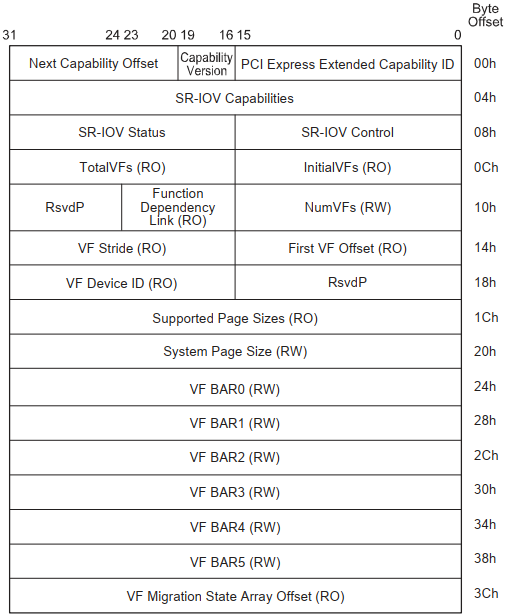 Byte
Offset
31 24 23 20 19 16 15 0
Next Capability Offset
Capability
Version
PCI Express Extended Capability ID
00h
SR-IOV Capabilities
04h
SR-IOV Status
SR-IOV Control
08h
TotalVFs (RO)
InitialVFs (RO)
0Ch
RsvdP
Function
Dependency
Link (RO)
NumVFs (RW)
10h
VF Stride (RO)
First VF Offset (RO)
14h
VF Device ID (RO)
RsvdP
18h
Supported Page Sizes (RO)
1Ch
System Page Size (RW)
20h
VF BAR0 (RW)
24h
VF BAR1 (RW)
28h
VF BAR2 (RW)
2Ch
VF BAR3 (RW)
30h
VF BAR4 (RW)
34h
VF BAR5 (RW)
38h
VF Migration State Array Offset (RO)
3Ch